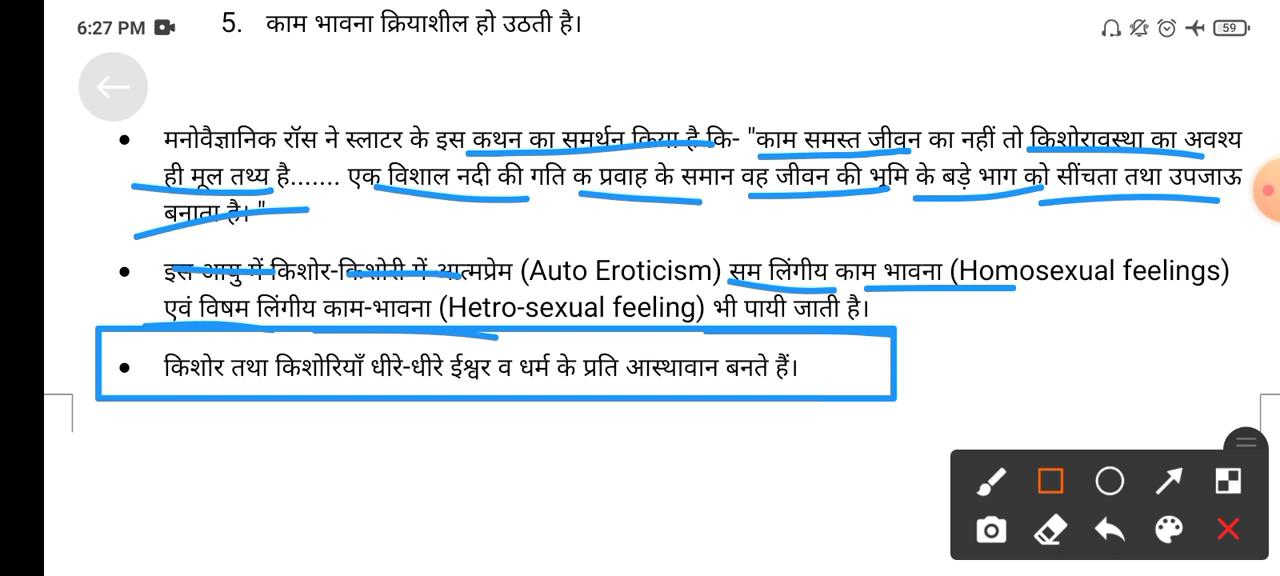 6:27 PM
59
5. काम भावना क्रियाशील हो उठती है।
• मनोवैज्ञानिक रॉस ने स्लाटर के इस कथन का समर्थन किया है कि- "काम समस्त जीवन का नहीं तो किशोरावस्था का अवश्य
ही मूल तथ्य है....... एक विशाल नदी की गति क प्रवाह के समान वह जीवन की भूमि के बड़े भाग को सींचता तथा उपजाऊ
बनाता है। "
• इस आयु में किशोर-किशोरी में आत्मप्रेम (Auto Eroticism) सम लिंगीय काम भावना (Homosexual feelings)
एवं विषम लिंगीय काम-भावना (Hetro-sexual feeling) भी पायी जाती है।
• किशोर तथा किशोरियाँ धीरे-धीरे ईश्वर व धर्म के प्रति आस्थावान बनते हैं।